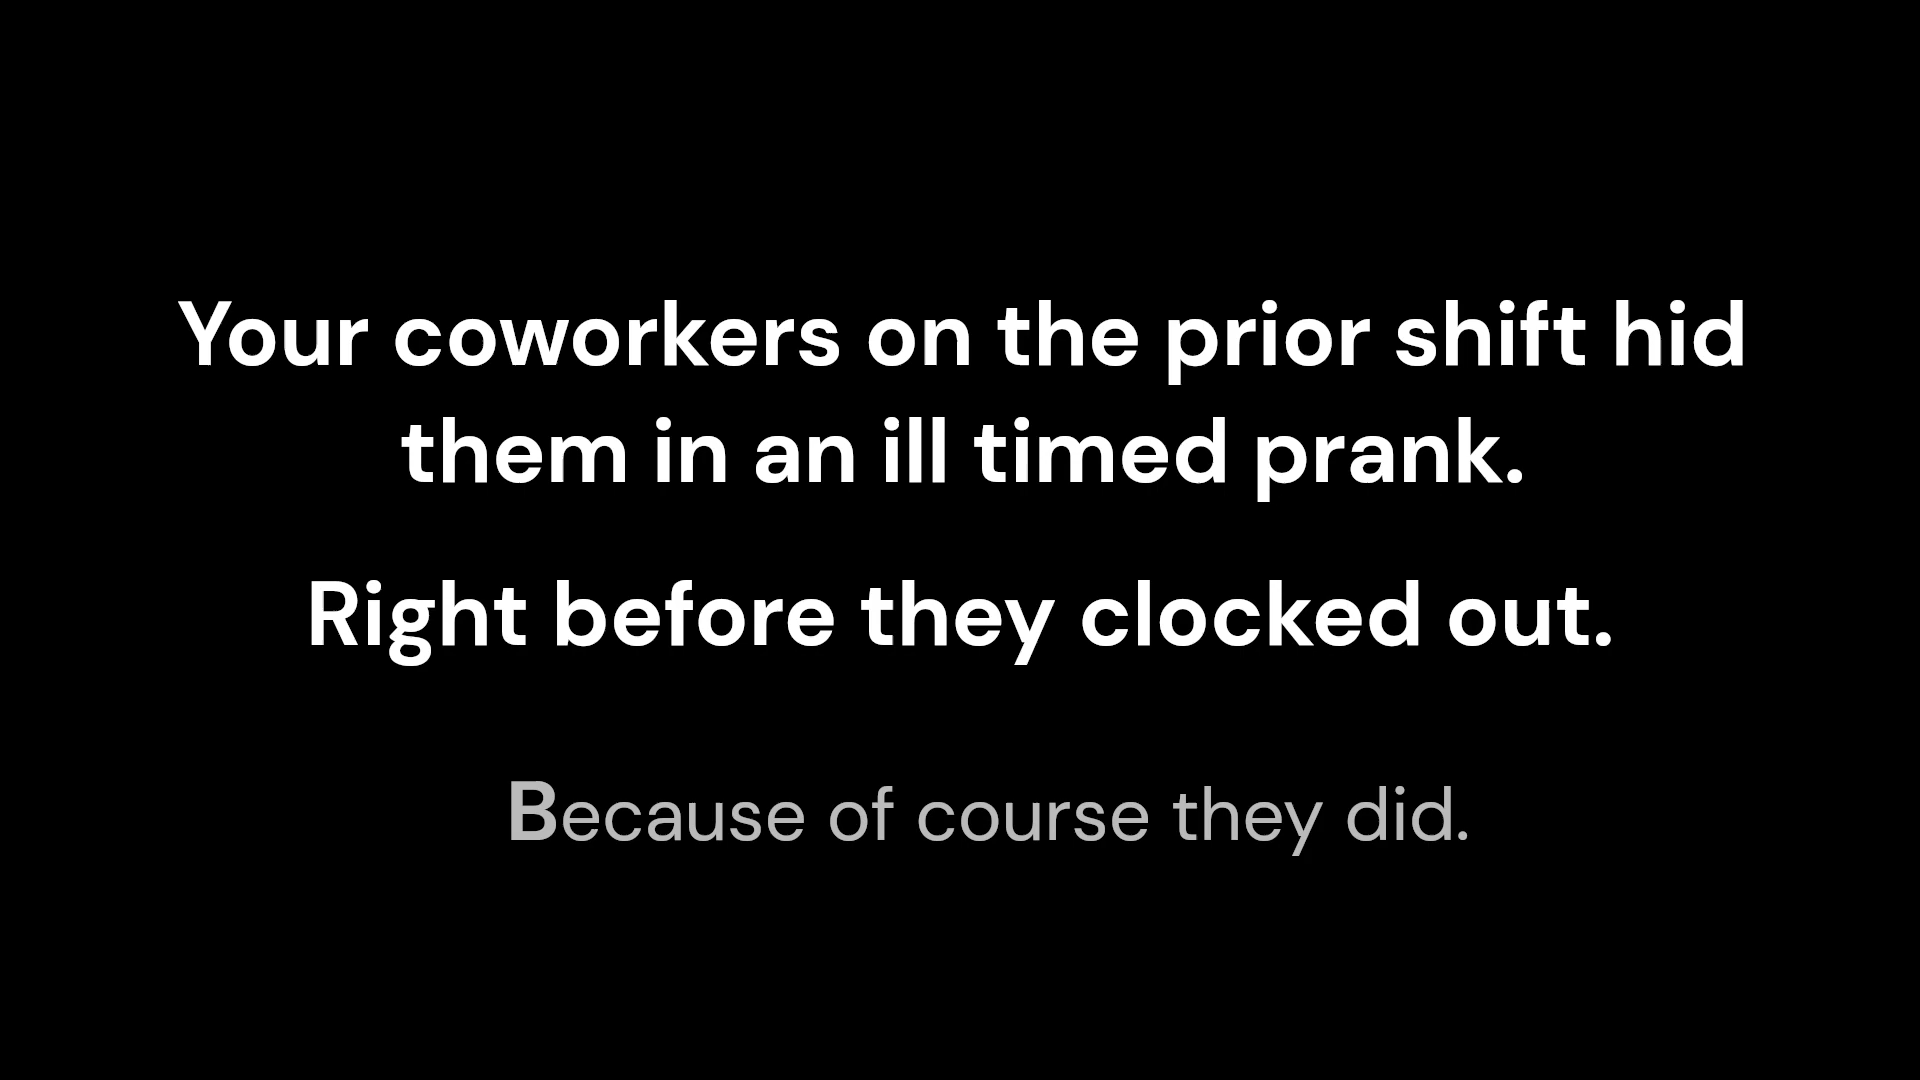 Your coworkers on the prior shift hid
them in an ill timed prank.
Right before they clocked out.
Because of course they did.